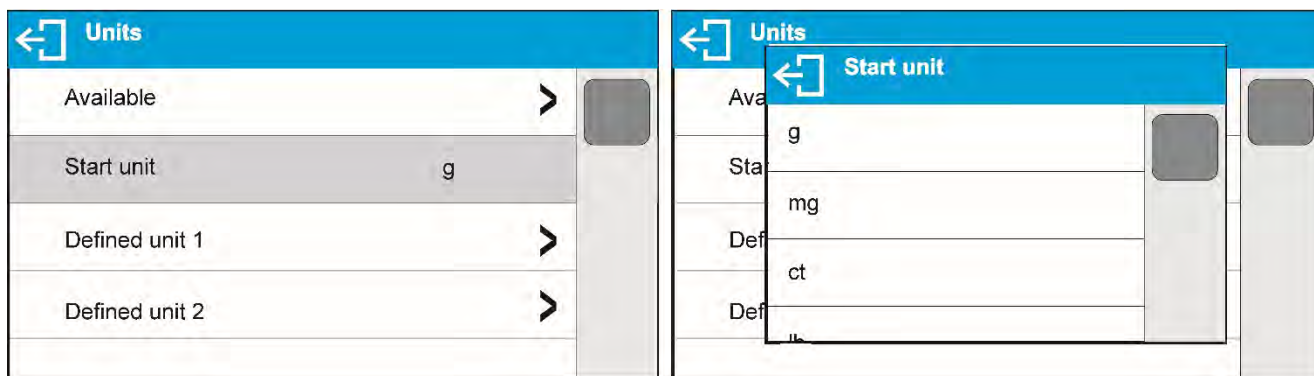 Units
Available
Start unit g
Defined unit 1
Defined unit 2
Units
Start unit
Ava
Sta
Def
Def
g
mg
ct
lb